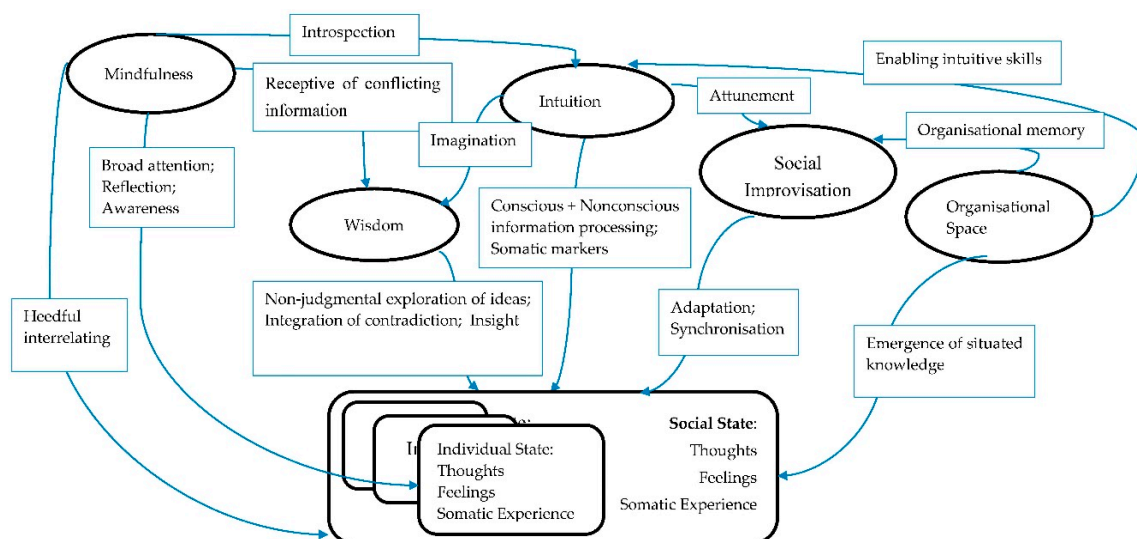 Introspection
Mindfulness
Enabling intuitive skills
Receptive of conflicting
information
Intuition
Attunement
Imagination
Organisational memory
Broad attention;
Reflection;
Awareness
Social
Improvisation
Wisdom
Conscious + Nonconscious
information processing;
Somatic markers
Organisational
Space
Non-judgmental exploration of ideas;
Integration of contradiction; Insight
Adaptation;
Synchronisation
Heedful
interrelating
Emergence of situated
knowledge
Social State:
Thoughts
Feelings
Somatic Experience
Individual State:
Thoughts
Feelings
Somatic Experience